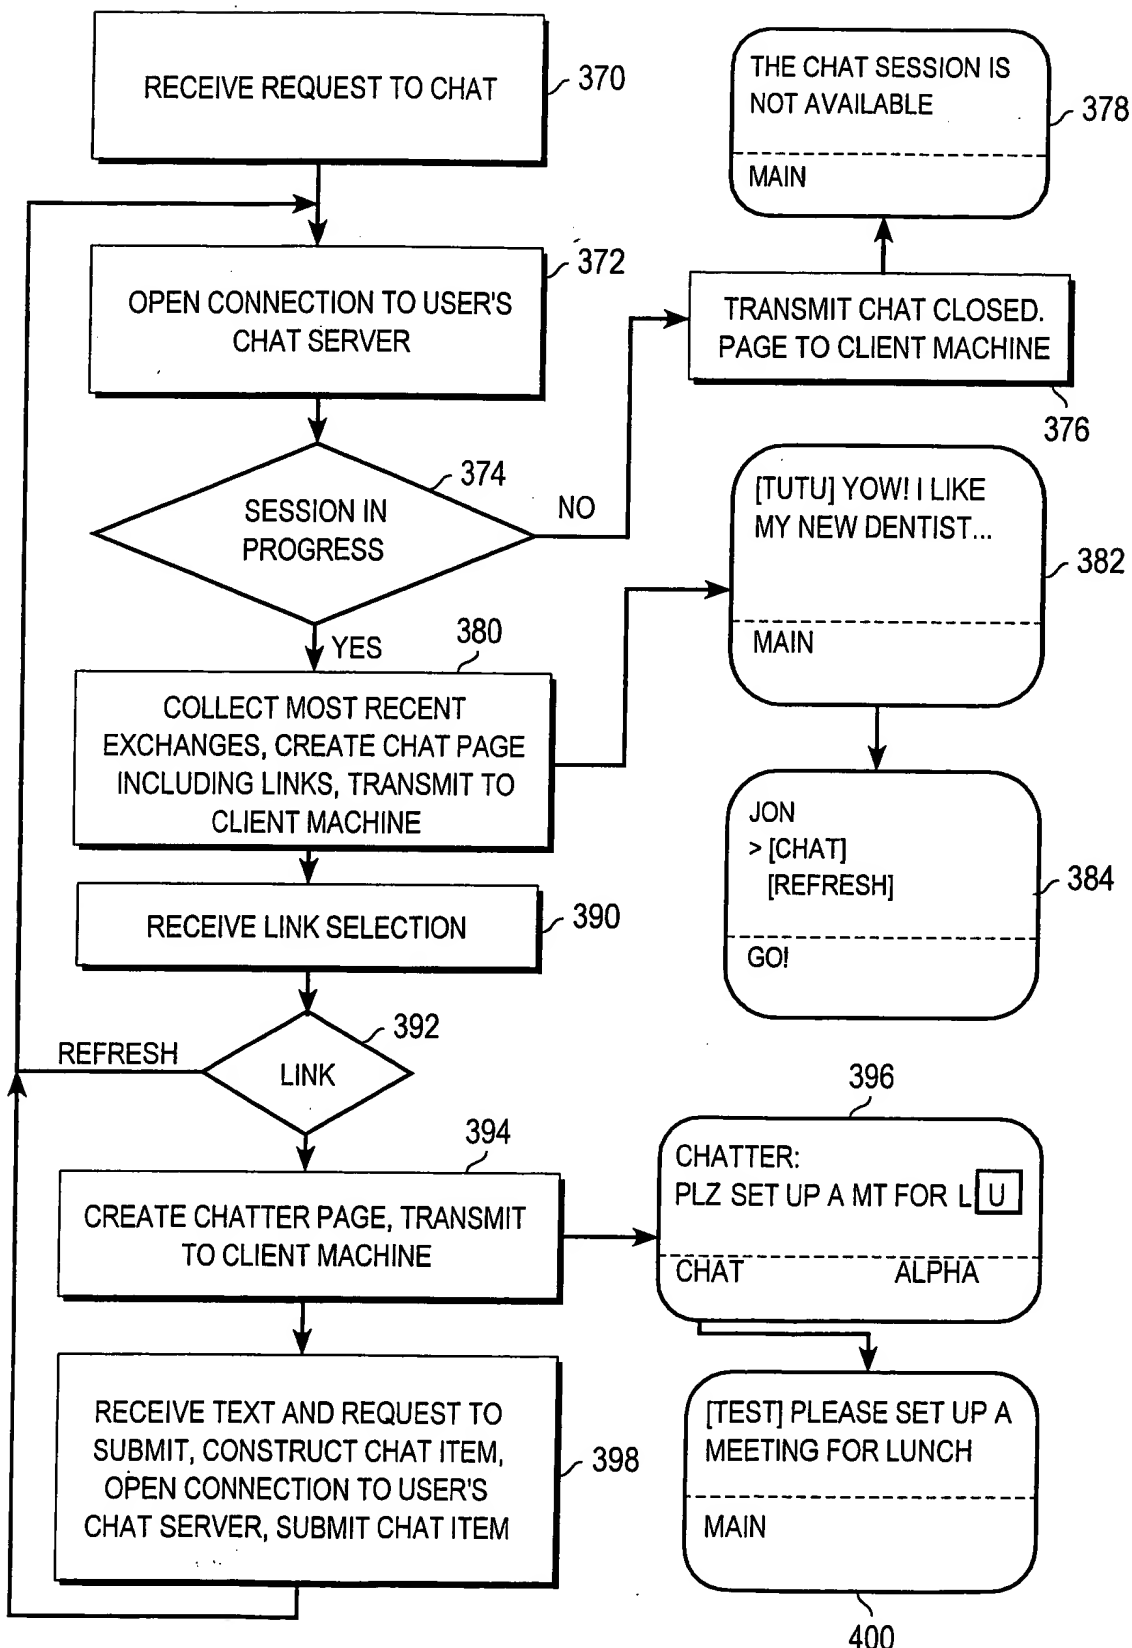 RECEIVE REQUEST TO CHAT
370
THE CHAT SESSION IS
NOT AVAILABLE
MAIN
378
OPEN CONNECTION TO USER'S
CHAT SERVER
372
TRANSMIT CHAT CLOSED.
PAGE TO CLIENT MACHINE
376
SESSION IN
PROGRESS
374
NO
YES
[TUTU] YOW! I LIKE
MY NEW DENTIST...
MAIN
382
380
COLLECT MOST RECENT
EXCHANGES, CREATE CHAT PAGE
INCLUDING LINKS, TRANSMIT TO
CLIENT MACHINE
JON
> [CHAT]
[REFRESH]
GO!
384
RECEIVE LINK SELECTION
390
LINK
392
REFRESH
394
CREATE CHATTER PAGE, TRANSMIT
TO CLIENT MACHINE
396
CHATTER:
PLZ SET UP A MT FOR L U
CHAT ALPHA
RECEIVE TEXT AND REQUEST TO
SUBMIT, CONSTRUCT CHAT ITEM,
OPEN CONNECTION TO USER'S
CHAT SERVER, SUBMIT CHAT ITEM
398
[TEST] PLEASE SET UP A
MEETING FOR LUNCH
MAIN
400